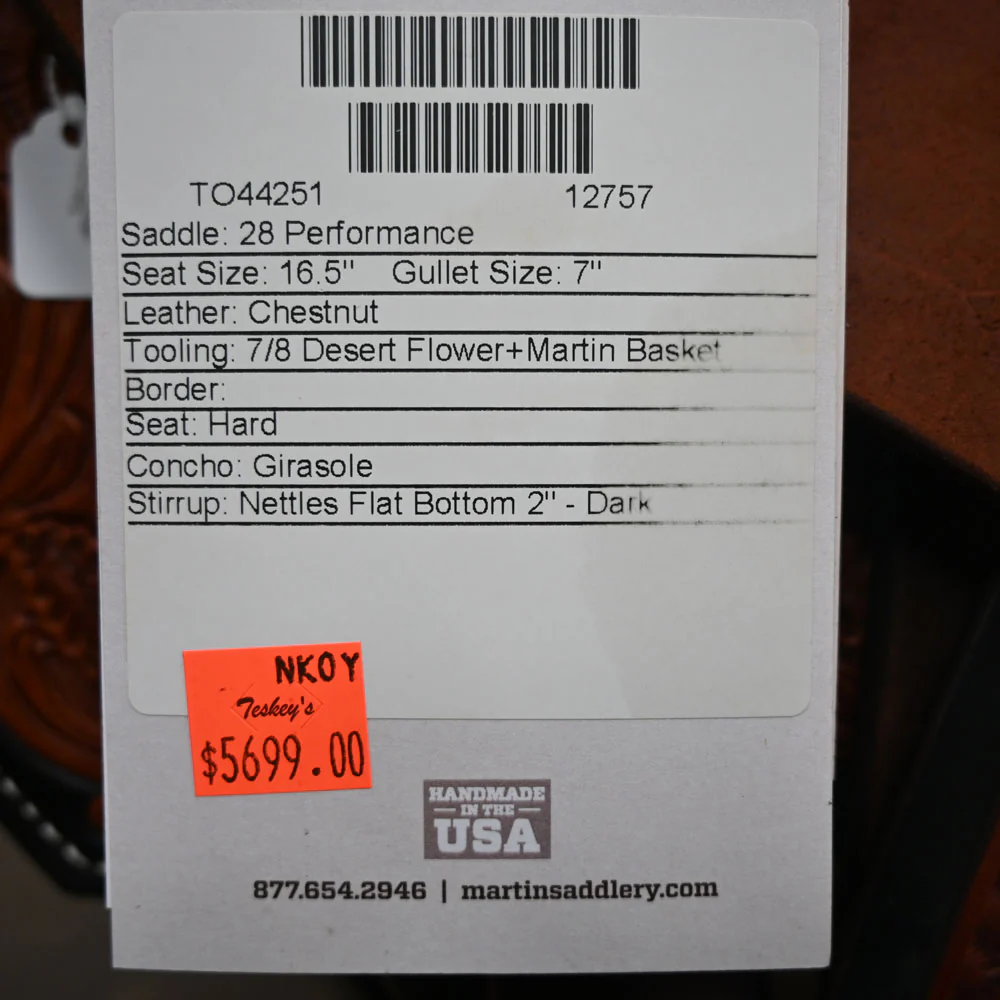 TO44251 12757
Saddle: 28 Performance
Seat Size: 16.5" Gullet Size: 7"
Leather: Chestnut
Tooling: 7/8 Desert Flower+Martin Basket
Border:
Seat: Hard
Concho: Girasole
Stirrup: Nettles Flat Bottom 2" - Dark
NKOY
Teskey's
$5699.00
HANDMADE
IN THE
USA
877.654.2946 | martinsaddlery.com